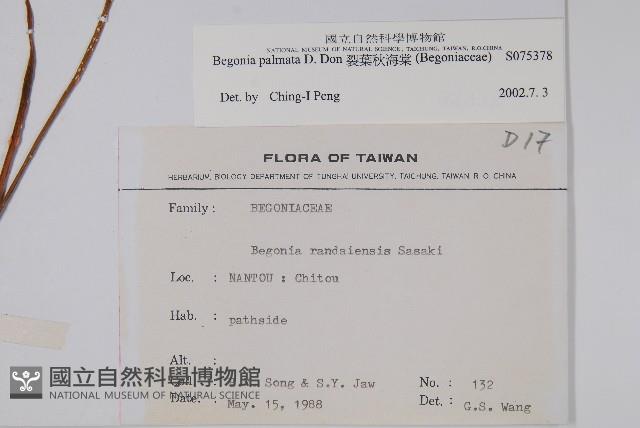 國立自然科學博物館
NATIONAL MUSEUM OF NATURAL SCIENCE, TAICHUNG, TAIWAN, R.O.CHINA
Begonia palmata D. Don 裂葉秋海棠 (Begoniaceae) S075378
Det. by Ching-I Peng 2002.7.3
D17
FLORA OF TAIWAN
HERBARIUM, BIOLOGY DEPARTMENT OF TUNGHAI UNIVERSITY, TAICHUNG, TAIWAN R. O. CHINA
Family: BEGONIACEAE
Begonia randaiensis Sasaki
Loc. : NANTOU : Chitou
Hab. : pathside
Alt. :
Song & S.Y. Jaw No. : 132
Date. : May. 15, 1988 Det. : G.S. Wang
國立自然科學博物館
NATIONAL MUSEUM OF NATURAL SCIENCE